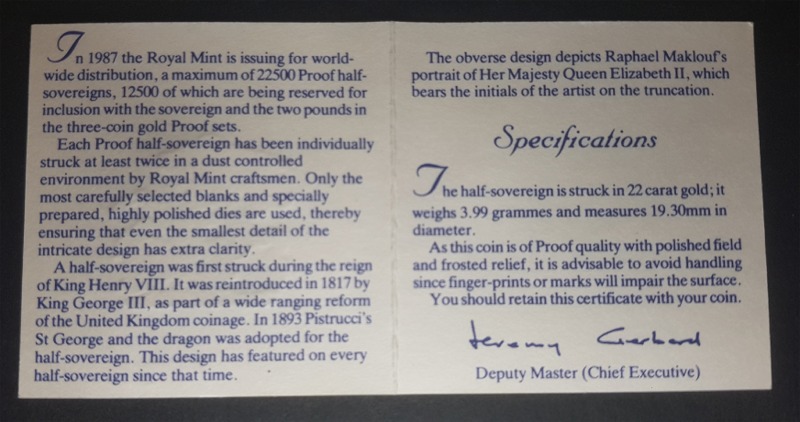 In 1987 the Royal Mint is issuing for world-
wide distribution, a maximum of 22500 Proof half-
sovereigns, 12500 of which are being reserved for
inclusion with the sovereign and the two pounds in
the three-coin gold Proof sets.
Each Proof half-sovereign has been individually
struck at least twice in a dust controlled
environment by Royal Mint craftsmen. Only the
most carefully selected blanks and specially
prepared, highly polished dies are used, thereby
ensuring that even the smallest detail of the
intricate design has extra clarity.
A half-sovereign was first struck during the reign
of King Henry VIII. It was reintroduced in 1817 by
King George III, as part of a wide ranging reform
of the United Kingdom coinage. In 1893 Pistrucci's
St George and the dragon was adopted for the
half-sovereign. This design has featured on every
half-sovereign since that time.
The obverse design depicts Raphael Maklouf's
portrait of Her Majesty Queen Elizabeth II, which
bears the initials of the artist on the truncation.
Specifications
The half-sovereign is struck in 22 carat gold; it
weighs 3.99 grammes and measures 19.30mm in
diameter.
As this coin is of Proof quality with polished field
and frosted relief, it is advisable to avoid handling
since finger-prints or marks will impair the surface.
You should retain this certificate with your coin.
Jeremy Gerhard
Deputy Master (Chief Executive)